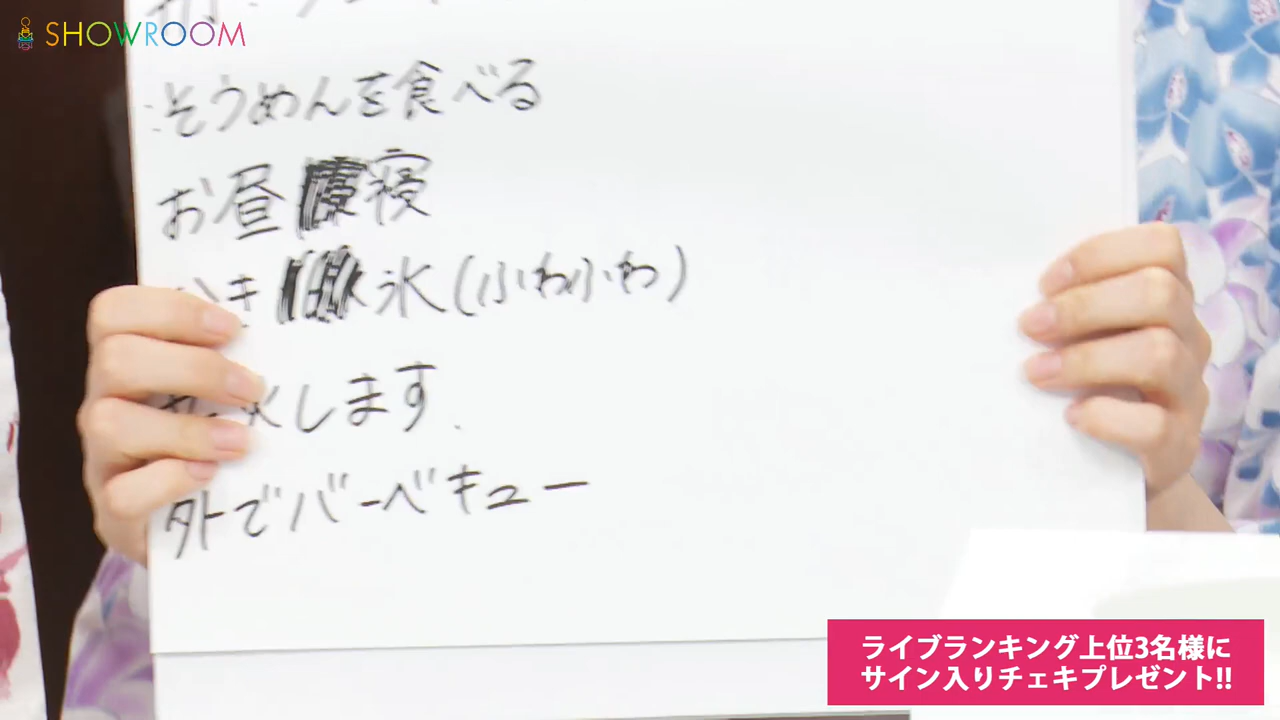 SHOWROOM
そうめんを食べる
お昼寝
き氷(ふわふわ)
火します
外でバーベキュー
ライブランキング上位3名様に
サイン入りチェキプレゼント!!